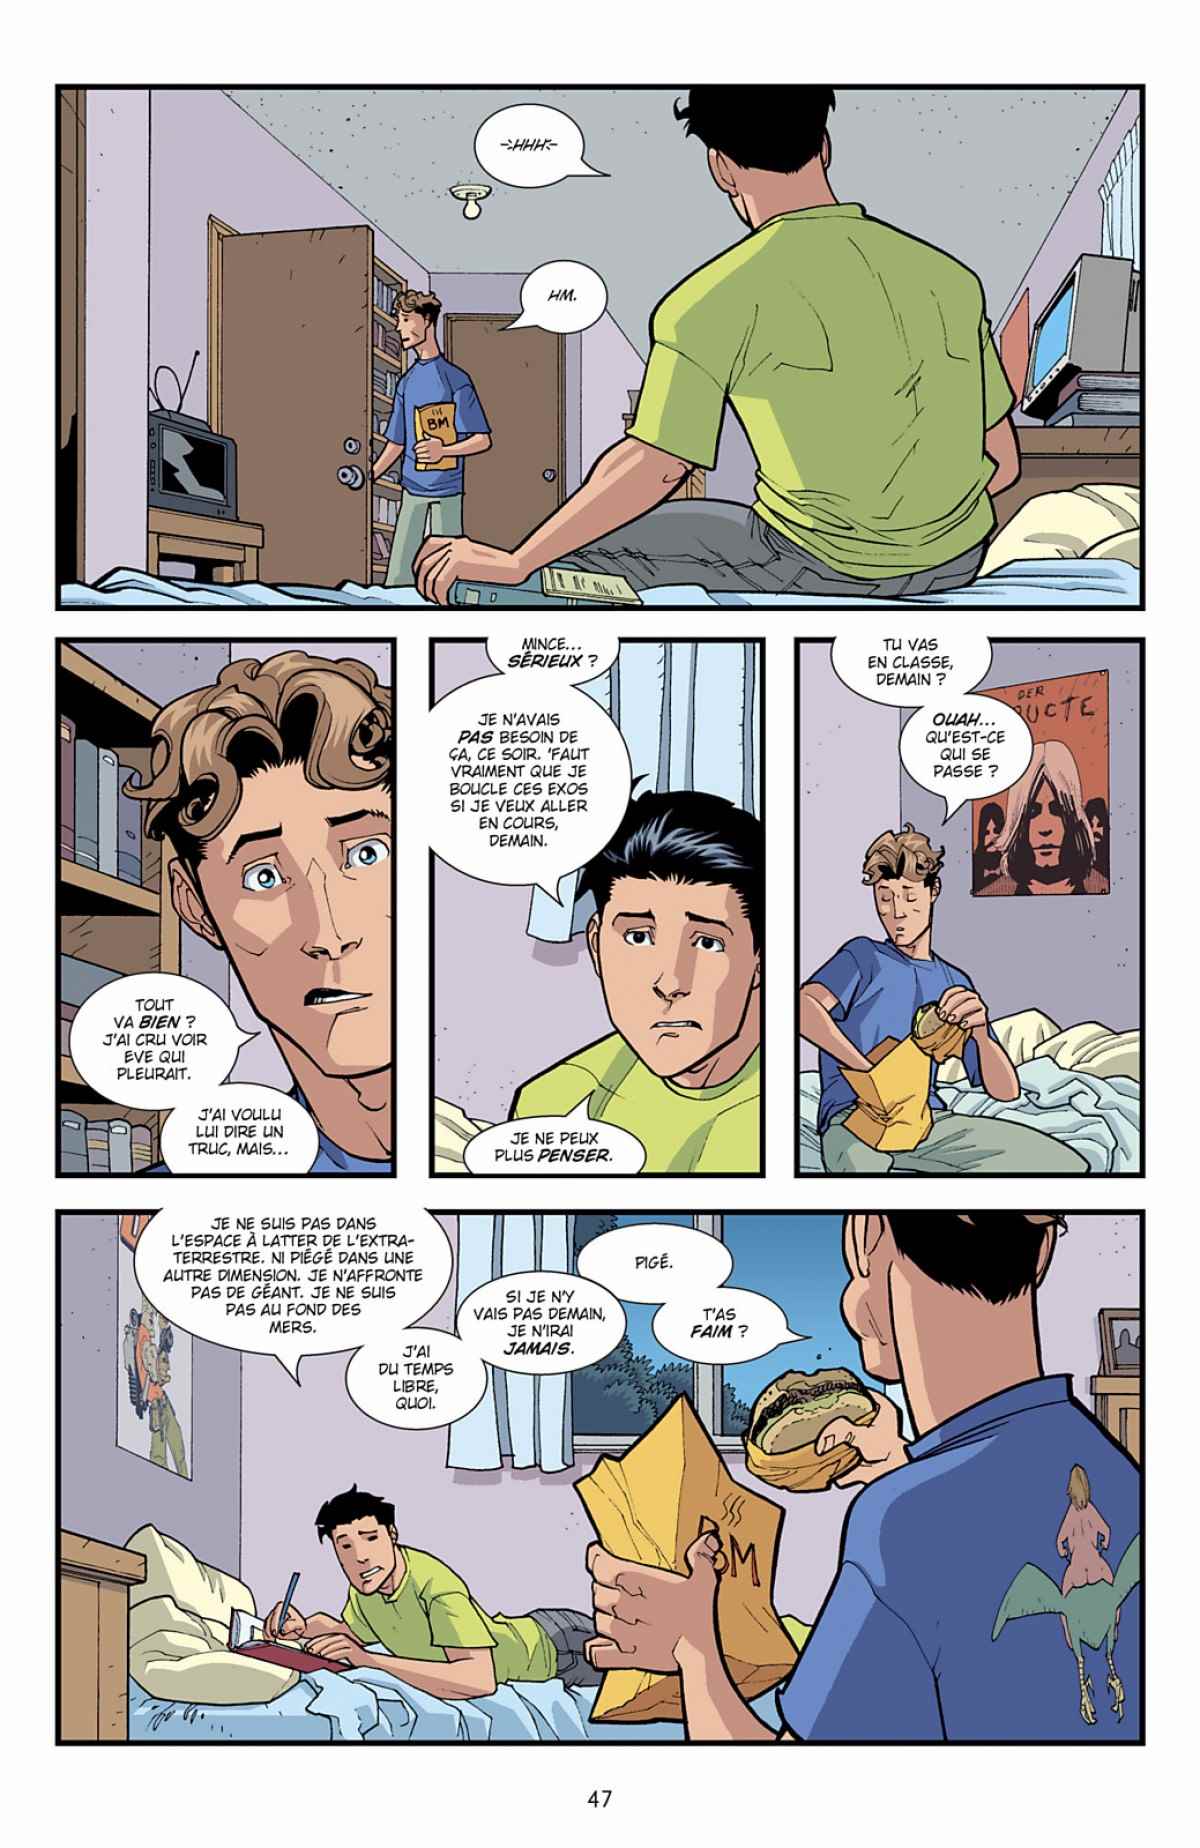 -HHH-
HM.
BM
TOUT
VA BIEN ?
J'AI CRU VOIR
EVE QUI
PLEURAIT.
J'AI VOULU
LUI DIRE UN
TRUC, MAIS...
MINCE...
SÉRIEUX ?
JE N'AVAIS
PAS BESOIN DE
ÇA, CE SOIR. 'FAUT
VRAIMENT QUE JE
BOUCLE CES EXOS
SI JE VEUX ALLER
EN COURS,
DEMAIN.
JE NE PEUX
PLUS PENSER.
TU VAS
EN CLASSE,
DEMAIN ?
OUAH...
QU'EST-CE
QUI SE
PASSE ?
DER
UCTE
JE NE SUIS PAS DANS
L'ESPACE À LATTER DE L'EXTRA-
TERRESTRE. NI PIÉGÉ DANS UNE
AUTRE DIMENSION. JE N'AFFRONTE
PAS DE GÉANT. JE NE SUIS
PAS AU FOND DES
MERS.
J'AI
DU TEMPS
LIBRE,
QUOI.
SI JE N'Y
VAIS PAS DEMAIN,
JE N'IRAI
JAMAIS.
PIGÉ.
T'AS
FAIM ?
BM
47